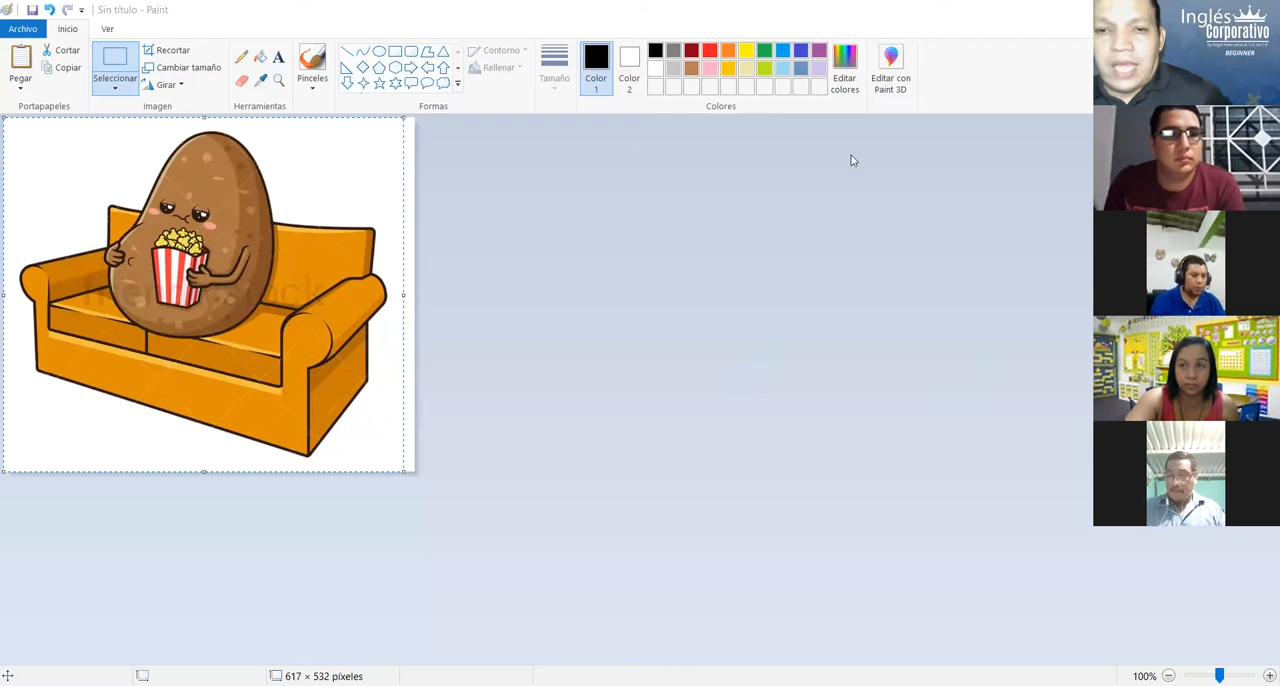 Sin título - Paint
Archivo
Inicio
Ver
Pegar
Cortar
Copiar
Portapapeles
Seleccionar
Recortar
Cambiar tamaño
Girar
Imagen
Herramientas
Pinceles
Contorno
Rellenar
Formas
Tamaño
Color
1
Color
2
Colores
Editar
colores
Editar con
Paint 3D
Inglés
Corporativo
BEGINNER
617 × 532 píxeles
100%